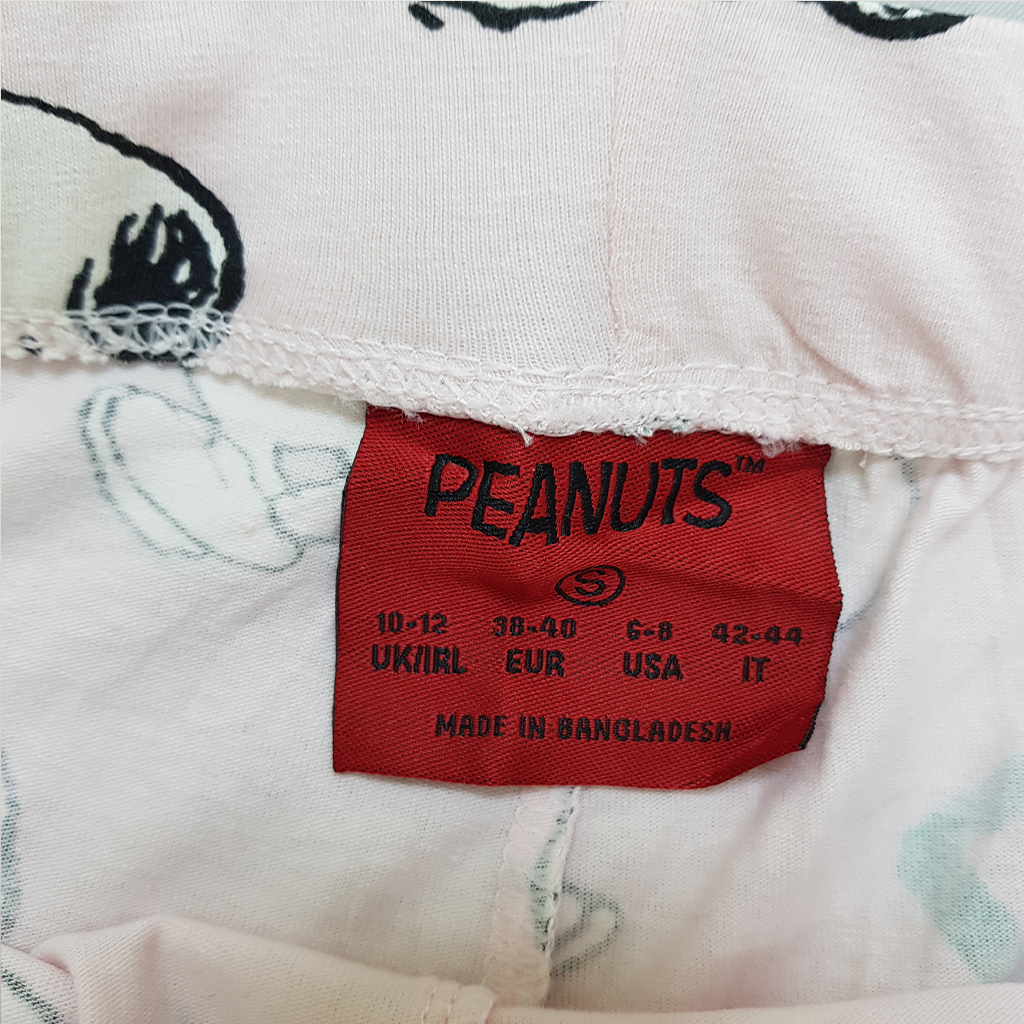 PEANUTS™
S
10-12 38-40 6-8 42-44
UK/IRL EUR USA IT
MADE IN BANGLADESH